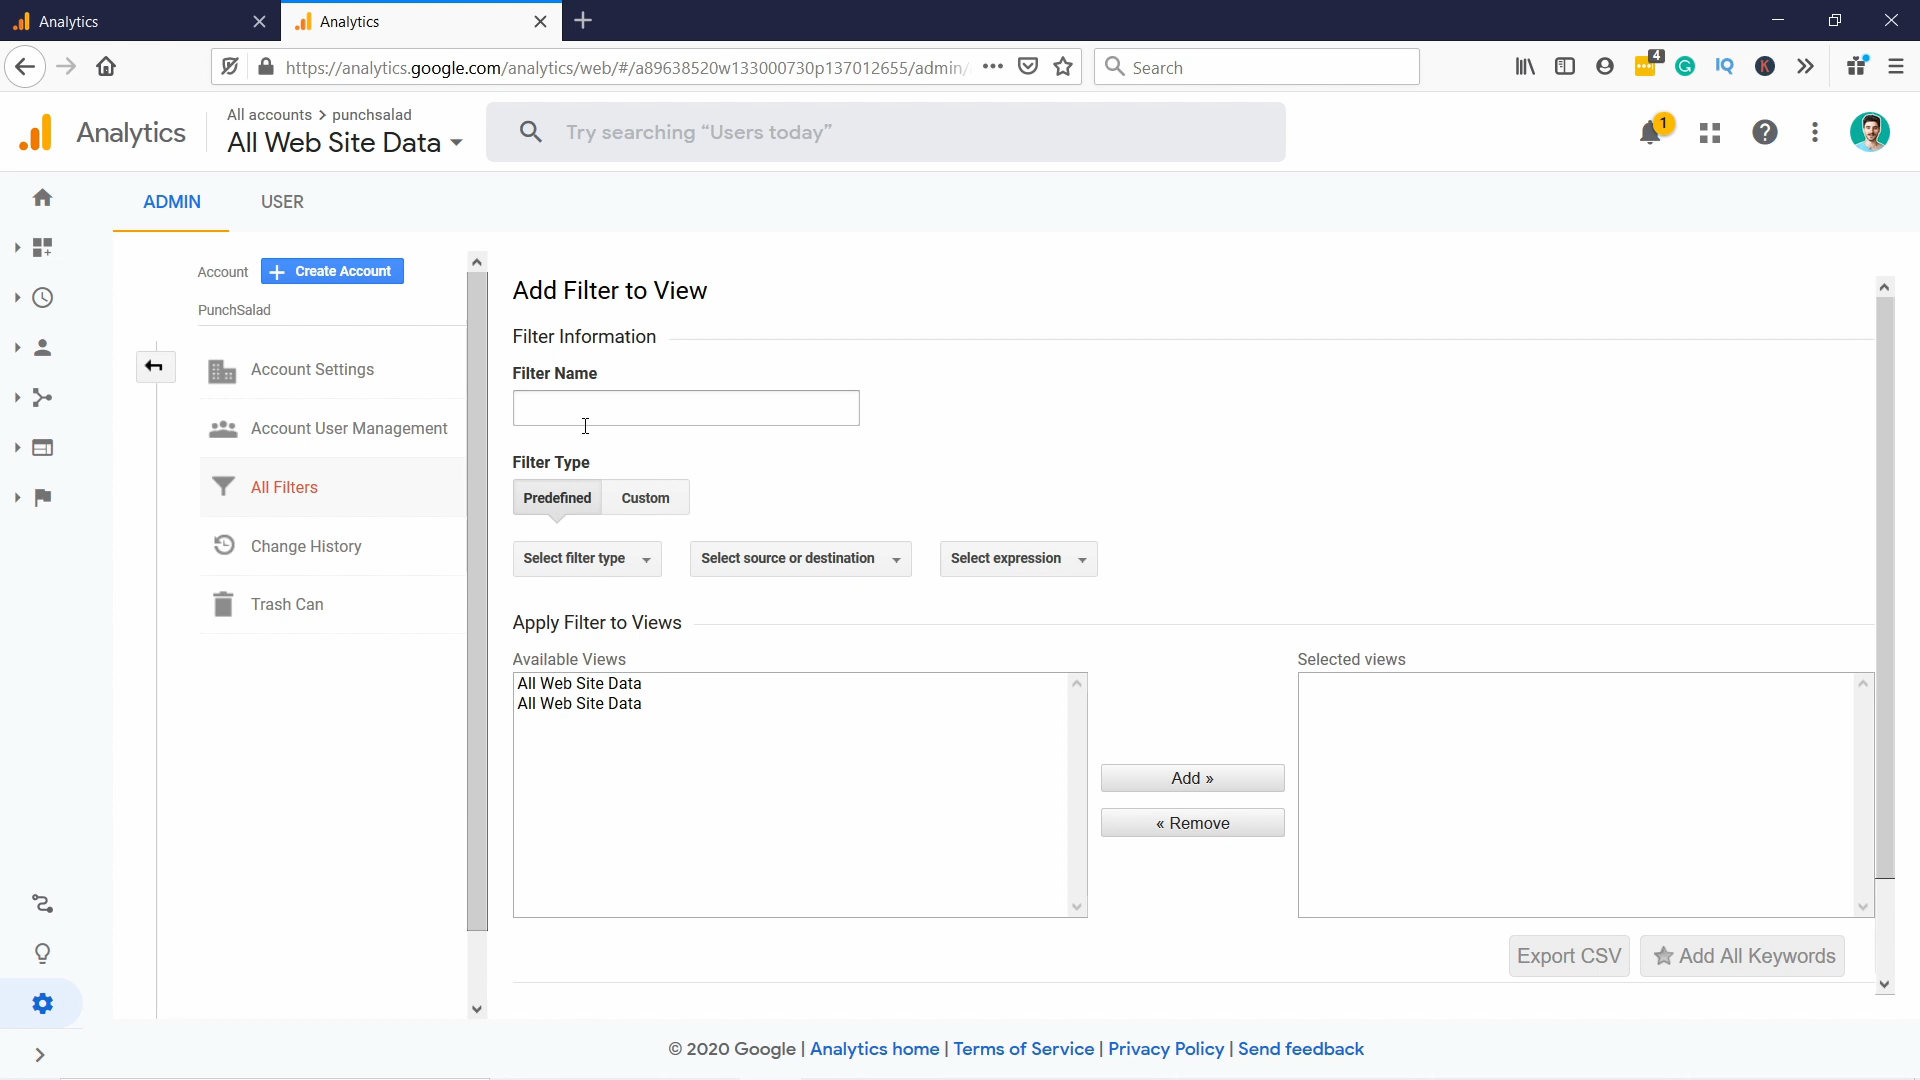 Analytics
Analytics
https://analytics.google.com/analytics/web/#/a89638520w133000730p137012655/admin/
Search
4
Analytics
All accounts > punchsalad
All Web Site Data
Try searching “Users today”
1
ADMIN
USER
Account
Create Account
PunchSalad
Account Settings
Account User Management
All Filters
Change History
Trash Can
Add Filter to View
Filter Information
Filter Name
Filter Type
Predefined
Custom
Select filter type
Select source or destination
Select expression
Apply Filter to Views
Available Views
All Web Site Data
All Web Site Data
Add »
« Remove
Selected views
Export CSV
Add All Keywords
© 2020 Google | Analytics home | Terms of Service | Privacy Policy | Send feedback